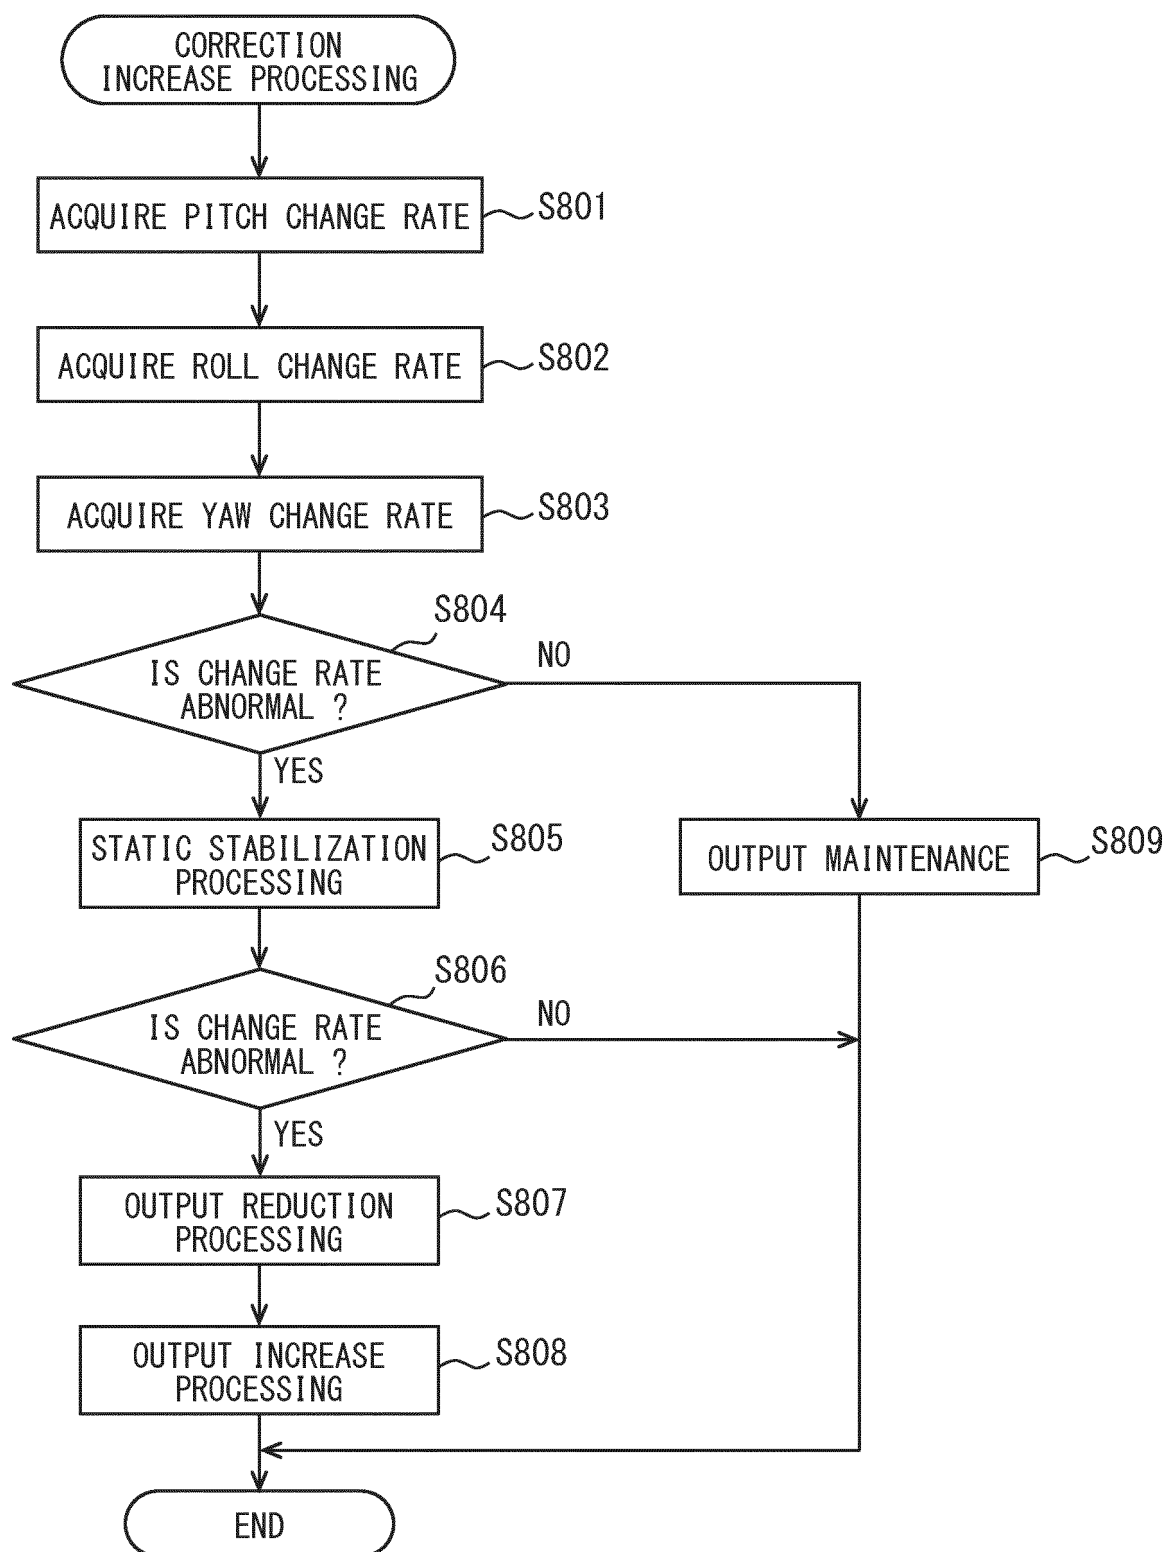 CORRECTION
INCREASE PROCESSING
ACQUIRE PITCH CHANGE RATE
S801
ACQUIRE ROLL CHANGE RATE
S802
ACQUIRE YAW CHANGE RATE
S803
S804
IS CHANGE RATE
ABNORMAL ?
NO
YES
STATIC STABILIZATION
PROCESSING
S805
OUTPUT MAINTENANCE
S809
S806
IS CHANGE RATE
ABNORMAL ?
NO
YES
OUTPUT REDUCTION
PROCESSING
S807
OUTPUT INCREASE
PROCESSING
S808
END